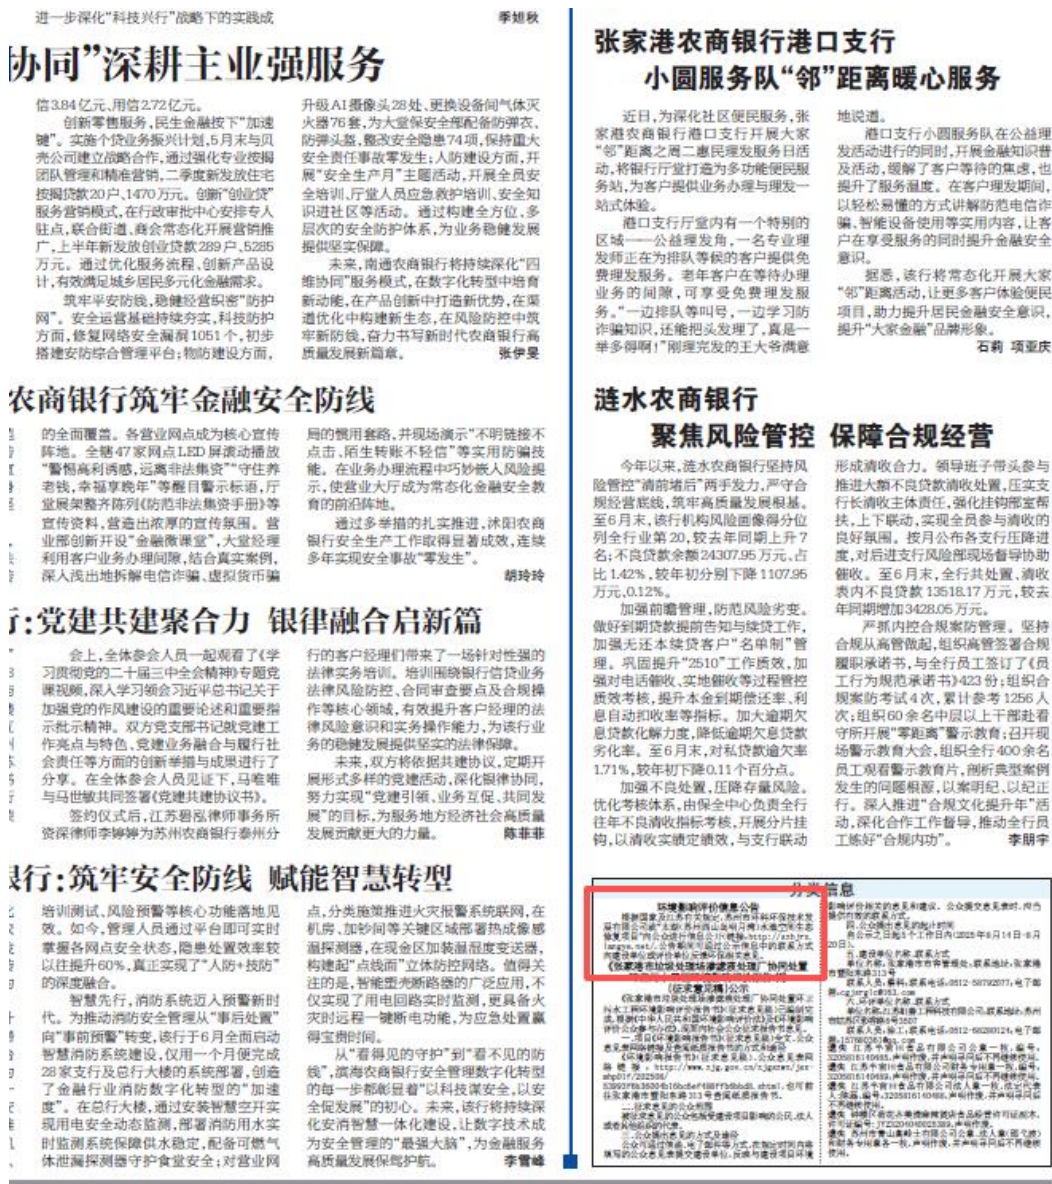 进一步深化“科技兴行”战略下的实践成
季旭秋
协同”深耕主业强服务
信3.84亿元、用信2.72亿元。
创新零售服务,民生金融按下“加速
键”。实施个贷业务振兴计划,5月末与贝
壳公司建立战略合作,通过强化专业按揭
团队管理和精准营销,二季度新发放住宅
按揭贷款20户、1470万元。创新“创业贷”
服务营销模式,在行政审批中心安排专人
驻点,联合街道、商会常态化开展营销推
广,上半年新发放创业贷款289户、5285
万元。通过优化服务流程、创新产品设
计,有效满足城乡居民多元化金融需求。
筑牢平安防线,稳健经营织密“防护
网”。安全运营基础持续夯实,科技防护
方面,修复网络安全漏洞1051个,初步
搭建安防综合管理平台;物防建设方面,
升级AI摄像头28处、更换设备间气体灭
火器76套,为大堂保安全部配备防弹衣、
防弹头盔,整改安全隐患74项,保持重大
安全责任事故零发生;人防建设方面,开
展“安全生产月”主题活动,开展全员安
全培训、厅堂人员应急救护培训、安全知
识进社区等活动。通过构建全方位,多
层次的安全防护体系,为业务稳健发展
提供坚实保障。
未来,南通农商银行将持续深化“四
维协同”服务模式,在数字化转型中培育
新动能,在产品创新中打造新优势,在渠
道优化中构建新生态,在风险防控中筑
牢新防线,奋力书写新时代农商银行高
质量发展新篇章。 张伊旻
农商银行筑牢金融安全防线
的全面覆盖。各营业网点成为核心宣传
阵地。全辖47家网点LED屏滚动播放
“警惕高利诱惑,远离非法集资”“守住养
老钱,幸福享晚年”等醒目警示标语,厅
堂展架整齐陈列《防范非法集资手册》等
宣传资料,营造出浓厚的宣传氛围。营
业部创新开设“金融微课堂”,大堂经理
利用客户业务办理间隙,结合真实案例,
深入浅出地拆解电信诈骗、虚拟货币骗
局的惯用套路,并现场演示“不明链接不
点击、陌生转账不轻信”等实用防骗技
能。在业务办理流程中巧妙嵌入风险提
示,使营业大厅成为常态化金融安全教
育的前沿阵地。
通过多举措的扎实推进,沭阳农商
银行安全生产工作取得显著成效,连续
多年实现安全事故“零发生”。
胡玲玲
行:党建共建聚合力 银律融合启新篇
会上,全体参会人员一起观看了《学
习贯彻党的二十届三中全会精神》专题党
课视频,深入学习领会习近平总书记关于
加强党的作风建设的重要论述和重要指
示批示精神。双方党支部书记就党建工
作亮点与特色、党建业务融合与履行社
会责任等方面的创新举措与成果进行了
分享。在全体参会人员见证下,马唯唯
与马世敏共同签署《党建共建协议书》。
签约仪式后,江苏碧泓律师事务所
资深律师李婷婷为苏州农商银行泰州分
行的客户经理们带来了一场针对性强的
法律实务培训。培训围绕银行信贷业务
法律风险防控、合同审查要点及合规操
作等核心领域,有效提升客户经理的法
律风险意识和实务操作能力,为该行业
务的稳健发展提供坚实的法律保障。
未来,双方将依据共建协议,定期开
展形式多样的党建活动,深化银律协同,
努力实现“党建引领、业务互促、共同发
展”的目标,为服务地方经济社会高质量
发展贡献更大的力量。 陈菲菲
银行:筑牢安全防线 赋能智慧转型
培训测试、风险预警等核心功能落地见
效。如今,管理人员通过平台即可实时
掌握各网点安全状态,隐患处置效率较
以往提升60%,真正实现了“人防+技防”
的深度融合。
智慧先行,消防系统迈入预警新时
代。为推动消防安全管理从“事后处置”
向“事前预警”转变,该行于6月全面启动
智慧消防系统建设,仅用一个月便完成
28家支行及总行大楼的系统部署,创造
了金融行业消防数字化转型的“加速
度”。在总行大楼,通过安装智慧空开实
现用电安全动态监测,部署消防用水实
时监测系统保障供水稳定,配备可燃气
体泄漏探测器守护食堂安全;对营业网
点,分类施策推进火灾报警系统联网,在
机房、加钞间等关键区域部署热成像感
温探测器,在现金区加装温湿度变送器,
构建起“点线面”立体防控网络。值得关
注的是,智能塑壳断路器的广泛应用,不
仅实现了用电回路实时监测,更具备火
灾时远程一键断电功能,为应急处置赢
得宝贵时间。
从“看得见的守护”到“看不见的防
线”,滨海农商行安全管理数字化转型
的每一步都彰显着“以科技谋安全,以安
全促发展”的初心。未来,该行将持续深
化安消智慧一体化建设,让数字技术成
为安全管理的“最强大脑”,为金融服务
高质量发展保驾护航。 李雪峰
张家港农商银行港口支行
小圆服务队“邻”距离暖心服务
近日,为深化社区便民服务,张
家港农商银行港口支行开展大家
“邻”距离之周二惠民理发服务日活
动,将银行厅堂打造为多功能便民服
务站,为客户提供业务办理与理发一
站式体验。
港口支行厅堂内有一个特别的
区域——公益理发角,一名专业理
发师正在为排队等候的客户提供免
费理发服务。老年客户在等待办理
业务的间隙,可享受免费理发服
务。“一边排队等叫号,一边学习防
诈骗知识,还能把头发理了,真是一
举多得啊!”刚理完发的王大爷满意
地说道。
港口支行小圆服务队在公益理
发活动进行的同时,开展金融知识普
及活动,缓解了客户等待的焦虑,也
提升了服务温度。在客户理发期间,
以轻松易懂的方式讲解防范电信诈
骗、智能设备使用等实用内容,让客
户在享受服务的同时提升金融安全
意识。
据悉,该行将常态化开展大家
“邻”距离活动,让更多客户体验便民
项目,助力提升居民金融安全意识,
提升“大家金融”品牌形象。
石莉 项亚庆
涟水农商银行
聚焦风险管控 保障合规经营
今年以来,涟水农商银行坚持风
险管控“清前堵后”两手发力,严守合
规经营底线,筑牢高质量发展根基。
至6月末,该行机构风险画像得分位
列全行业第20,较去年同期上升7
名;不良贷款余额24307.95万元、占
比1.42%,较年初分别下降1107.95
万元、0.12%。
加强前瞻管理,防范风险劣变。
做好到期贷款提前告知与续贷工作,
加强无还本续贷客户“名单制”管
理。巩固提升“2510”工作质效,加
强对电话催收、实地催收等过程管控
质效考核,提升本金到期偿还率、利
息自动扣收率等指标。加大逾期欠
息贷款化解力度,降低逾期欠息贷款
劣化率。至6月末,对私贷款逾欠率
1.71%,较年初下降0.11个百分点。
加强不良处置,压降存量风险。
优化考核体系,由保全中心负责全行
往年不良清收指标考核,开展分片挂
钩,以清收实绩定绩效,与支行联动
形成清收合力。领导班子带头参与
推进大额不良贷款清收处置,压实支
行长清收主体责任,强化挂钩部室帮
扶,上下联动,实现全员参与清收的
良好氛围。按月公布各支行压降进
度,对后进支行风险部现场督导协助
催收。至6月末,全行共处置、清收
表内不良贷款13518.17万元,较去
年同期增加3428.05万元。
严抓内控合规案防管理。坚持
合规从高管做起,组织高管签署合规
履职承诺书,与全行员工签订了《员
工行为规范承诺书》423份;组织合
规案防考试4次,累计参考1256人
次;组织60余名中层以上干部赴看
守所开展“零距离”警示教育;召开现
场警示教育大会,组织全行400余名
员工观看警示教育片,剖析典型案例
发生的问题根源,以案明纪、以纪正
行。深入推进“合规文化提升年”活
动,深化合作工作督导,推动全行员
工练好“合规内功”。 李朋宇
分类信息
环境影响评价信息公告
《张家港市垃圾处理场渗滤液处理厂协同处置
(征求意见稿)公示